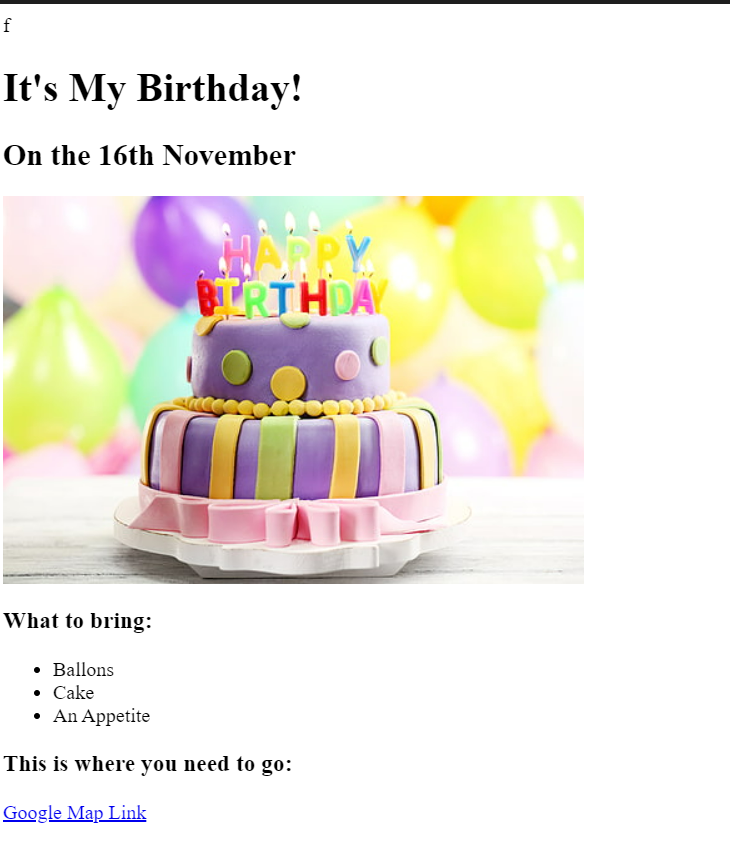 f
It's My Birthday!
On the 16th November
HAPPY
BIRTHDAY
What to bring:
Ballons
Cake
An Appetite
This is where you need to go:
Google Map Link